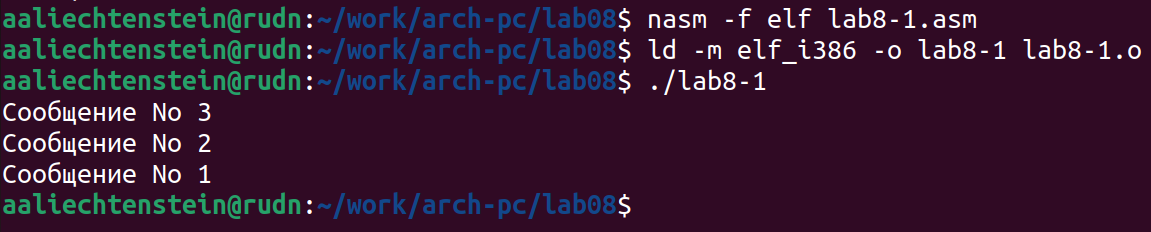 aaliechtenstein@rudn:~/work/arch-pc/lab08$ nasm -f elf lab8-1.asm
aaliechtenstein@rudn:~/work/arch-pc/lab08$ ld -m elf_i386 -o lab8-1 lab8-1.o
aaliechtenstein@rudn:~/work/arch-pc/lab08$ ./lab8-1
Сообщение No 3
Сообщение No 2
Сообщение No 1
aaliechtenstein@rudn:~/work/arch-pc/lab08$